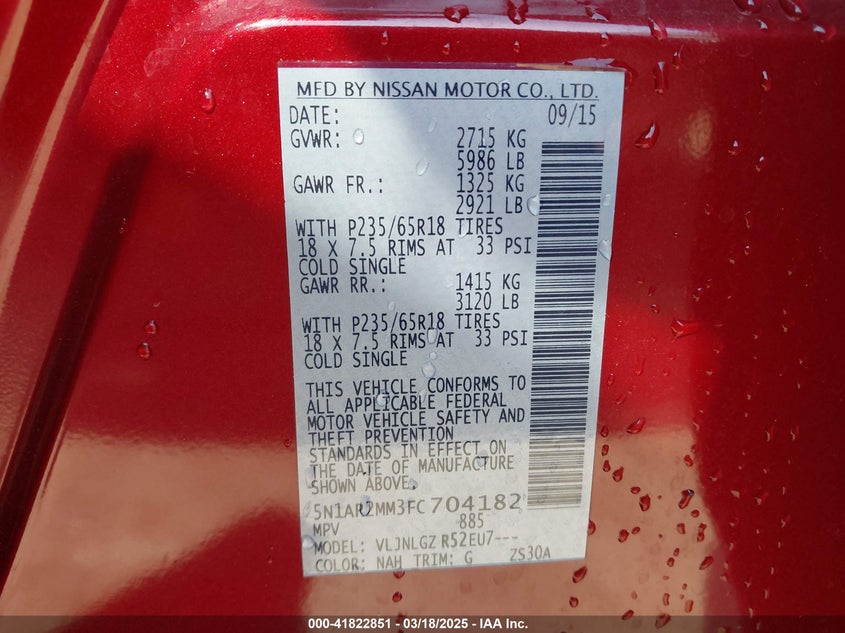 MFD BY NISSAN MOTOR CO., LTD.
DATE: 09/15
GVWR: 2715 KG
5986 LB
GAWR FR.: 1325 KG
2921 LB
WITH P235/65R18 TIRES
18 X 7.5 RIMS AT 33 PSI
COLD SINGLE
GAWR RR.: 1415 KG
3120 LB
WITH P235/65R18 TIRES
18 X 7.5 RIMS AT 33 PSI
COLD SINGLE
THIS VEHICLE CONFORMS TO
ALL APPLICABLE FEDERAL
MOTOR VEHICLE SAFETY AND
THEFT PREVENTION
STANDARDS IN EFFECT ON
THE DATE OF MANUFACTURE
SHOWN ABOVE.
5N1AR2MM3FC704182
MPV 885
MODEL: VLJNLGZ R52EU7---
COLOR: NAH TRIM: G ZS30A
000-41822851 - 03/18/2025 - IAA Inc.